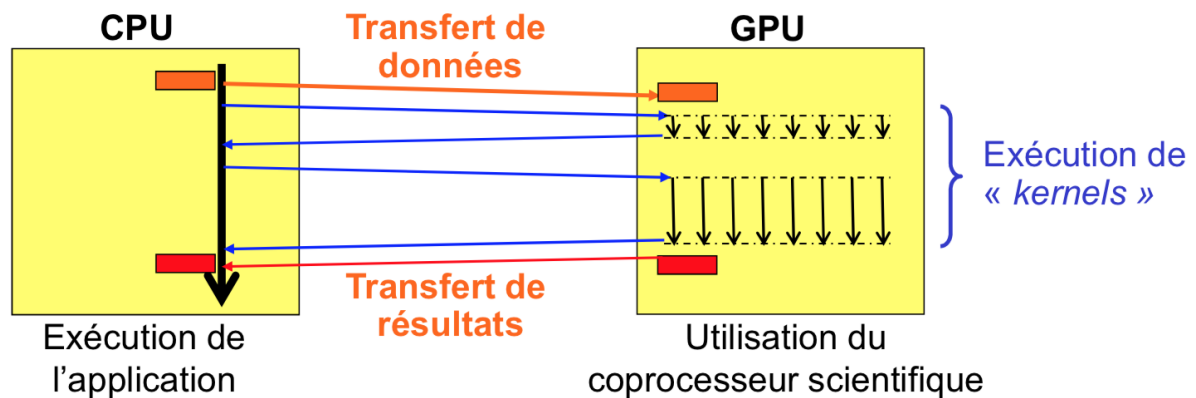 CPU
Transfert de
données
GPU
Exécution de
« kernels »
Transfert de
résultats
Exécution de
l’application
Utilisation du
coprocesseur scientifique